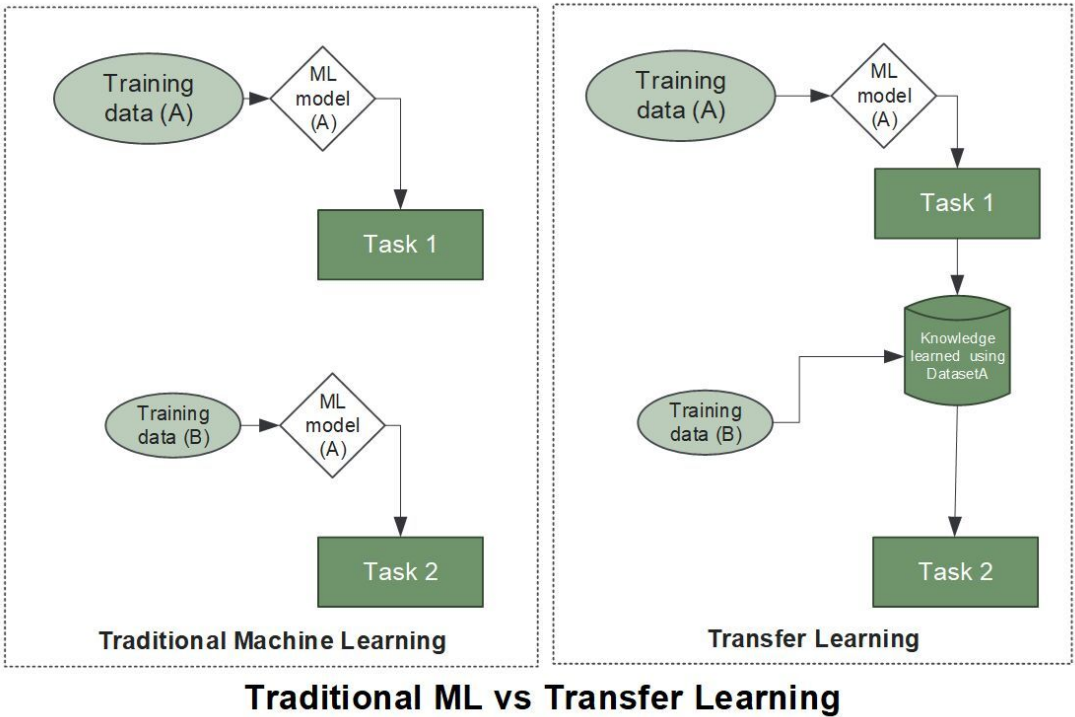 Training
data (A)
ML
model
(A)
Task 1
Training
data (B)
ML
model
(A)
Task 2
Traditional Machine Learning
Training
data (A)
ML
model
(A)
Task 1
Knowledge
learned using
DatasetA
Training
data (B)
Task 2
Transfer Learning
Traditional ML vs Transfer Learning